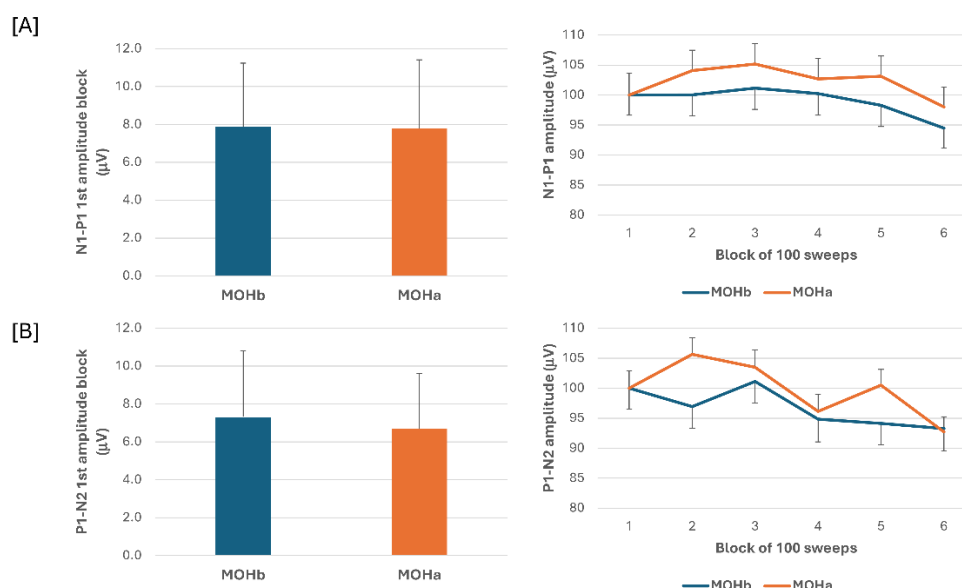 [A]
N1-P1 1st amplitude block
(μV)
12.0
10.0
8.0
6.0
4.0
2.0
0.0
MOHb
MOHa
N1-P1 amplitude (μV)
110
105
100
95
90
85
80
1 2 3 4 5 6
Block of 100 sweeps
MOHb MOHa
[B]
P1-N2 1st amplitude block
(μV)
12.0
10.0
8.0
6.0
4.0
2.0
0.0
MOHb
MOHa
P1-N2 amplitude (μV)
110
105
100
95
90
85
80
1 2 3 4 5 6
Block of 100 sweeps
MOHb MOHa